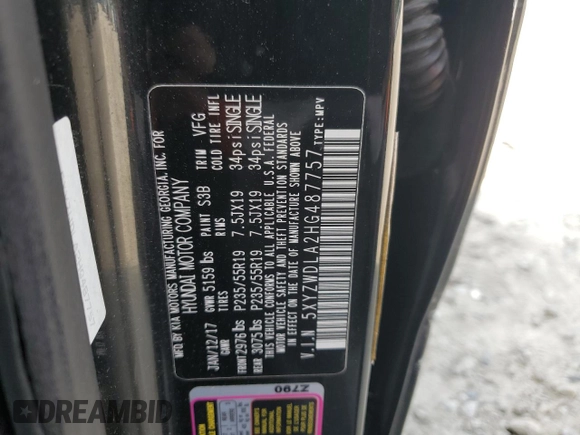 MFD BY KIA MOTORS MANUFACTURING GEORGIA, INC. FOR
HYUNDAI MOTOR COMPANY
JAN/12/17 GVWR 5159 lbs PAINT S3B TRIM VFG
GAWR RIMS COLD TIRE INFL
FRONT 2976 lbs P235/55R19 7.5JX19 34psi SINGLE
REAR 3075 lbs P235/55R19 7.5JX19 34psi SINGLE
THIS VEHICLE CONFORMS TO ALL APPLICABLE U.S.A. FEDERAL
MOTOR VEHICLE SAFETY AND THEFT PREVENTION STANDARDS
IN EFFECT ON THE DATE OF MANUFACTURE SHOWN ABOVE
V.I.N 5XYZWDLA2HG487757 TYPE:MPV
Z790
DREAMBID